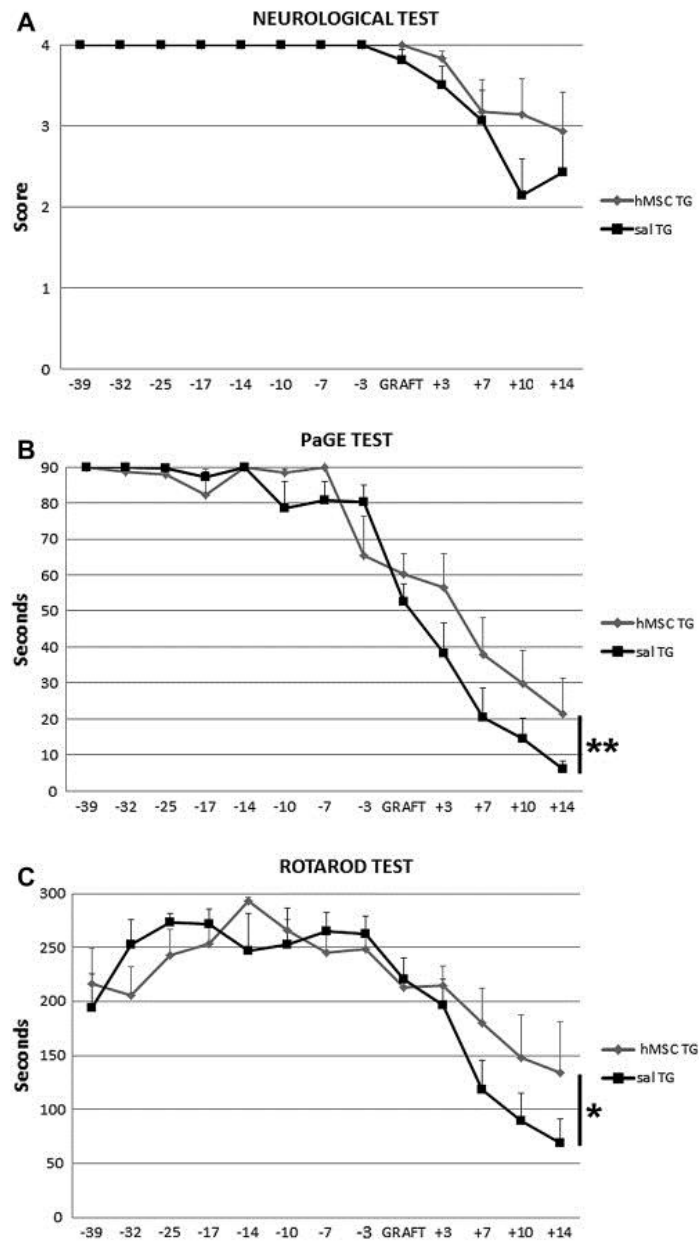 A
NEUROLOGICAL TEST
4
3
2
4
0
Score
-39 -32 -25 -17 -14 -10 -7 -3 GRAFT +3 +7 +10 +14
hMSC TG
sal TG
B
PaGE TEST
90
80
70
60
50
40
30
20
10
0
Seconds
-39 -32 -25 -17 -14 -10 -7 -3 GRAFT +3 +7 +10 +14
hMSC TG
sal TG
**
C
ROTAROD TEST
300
250
200
150
100
50
0
Seconds
-39 -32 -25 -17 -14 -10 -7 -3 GRAFT +3 +7 +10 +14
hMSC TG
sal TG
*